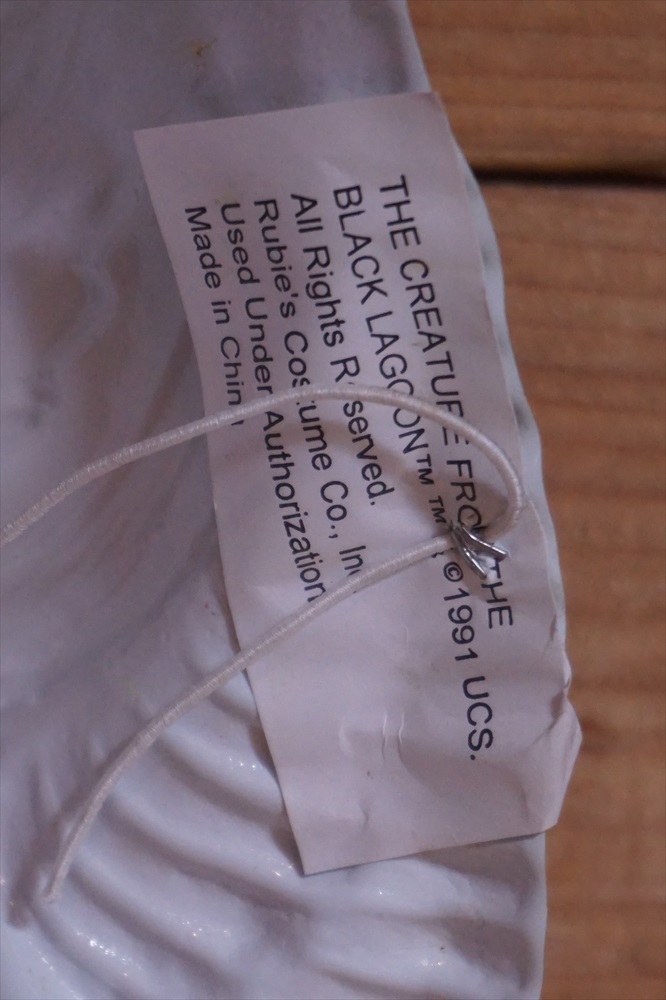 THE CREATURE FROM THE
BLACK LAGOON™ ™ ©1991 UCS.
All Rights Reserved.
Rubie's Costume Co., Inc.
Used Under Authorization
Made in China